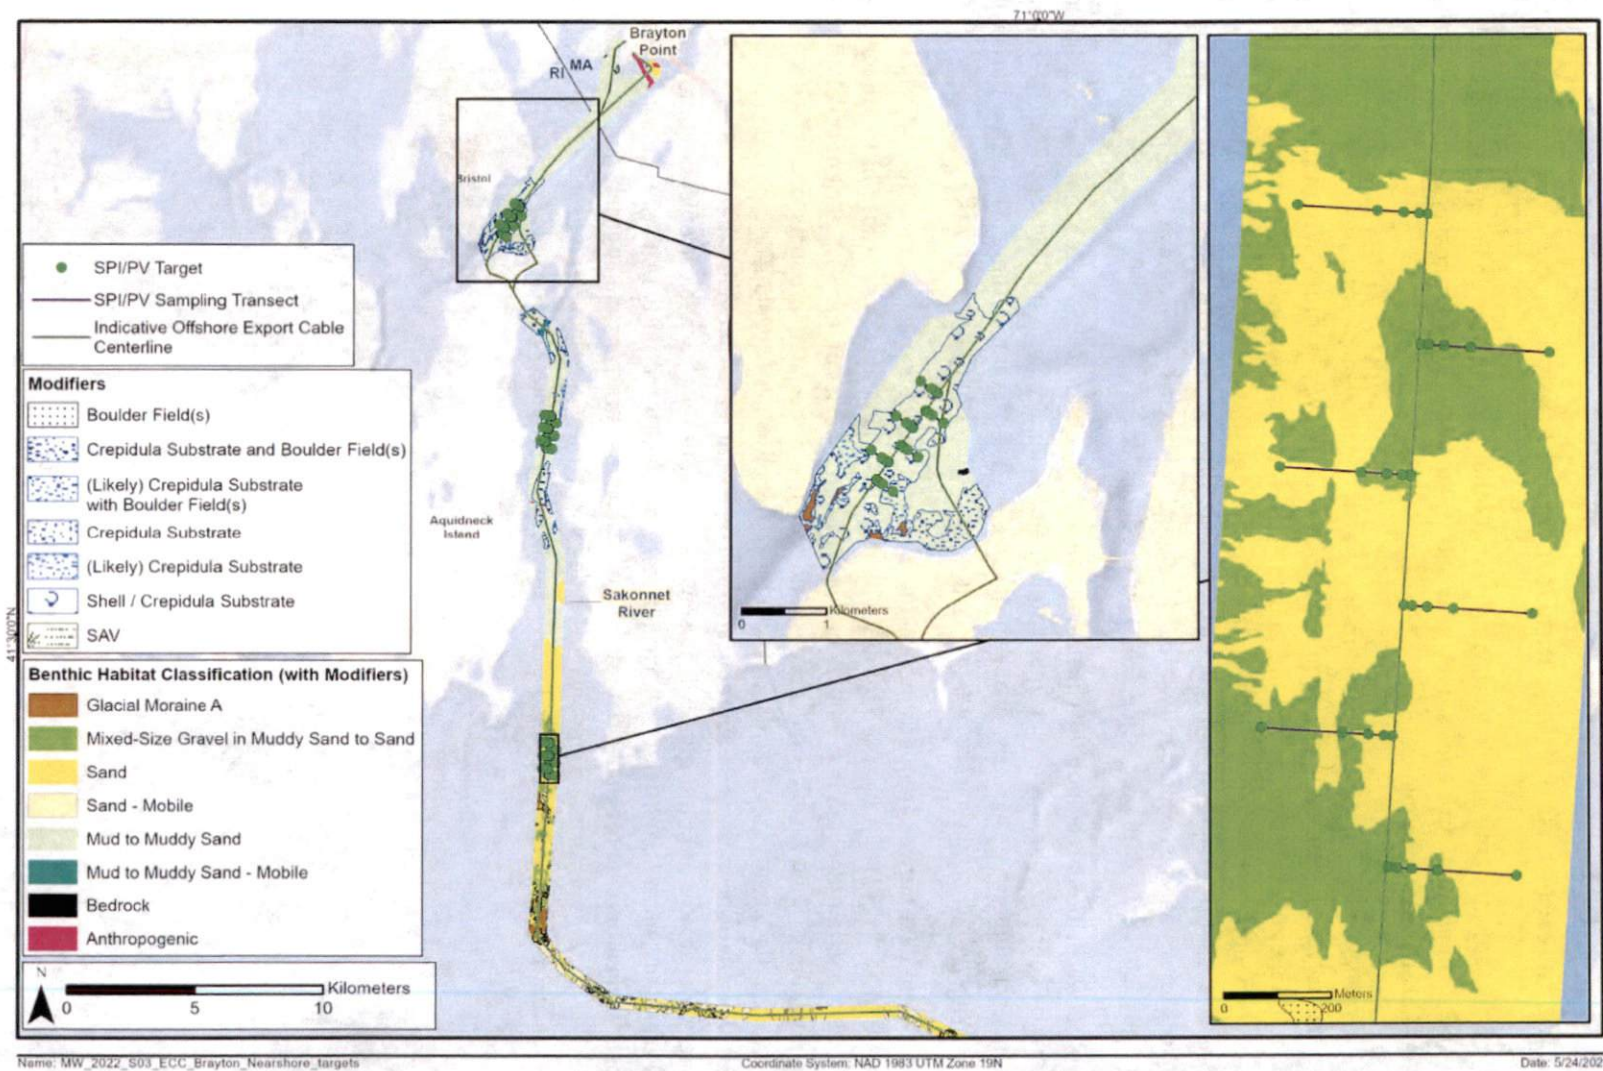 71°0'0"W
Brayton
Point
RI MA
Bristol
SPI/PV Target
SPI/PV Sampling Transect
Indicative Offshore Export Cable
Centerline
Modifiers
Boulder Field(s)
Crepidula Substrate and Boulder Field(s)
(Likely) Crepidula Substrate
with Boulder Field(s)
Crepidula Substrate
(Likely) Crepidula Substrate
Shell / Crepidula Substrate
SAV
41°30'0"N
Aquidneck
Island
Sakonnet
River
Benthic Habitat Classification (with Modifiers)
Glacial Moraine A
Mixed-Size Gravel in Muddy Sand to Sand
Sand
Sand - Mobile
Mud to Muddy Sand
Mud to Muddy Sand - Mobile
Bedrock
Anthropogenic
N
Kilometers
0 5 10
Kilometers
0 1
Meters
0 200
Name: MW_2022_S03_ECC_Brayton_Nearshore_targets
Coordinate System: NAD 1983 UTM Zone 19N
Date: 5/24/202